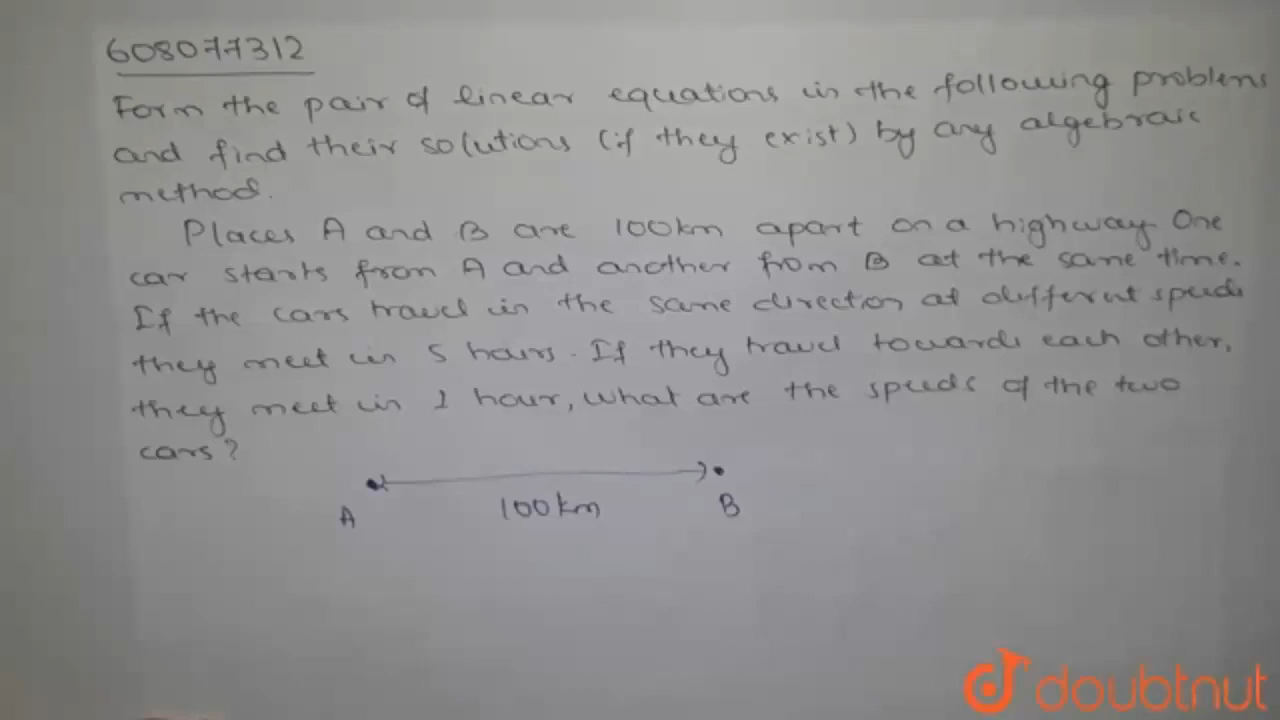 608077312
Form the pair of linear equations in the following problems
and find their solutions (if they exist) by any algebraic
method.
Places A and B are 100km apart on a highway. One
car starts from A and another from B at the same time.
If the cars travel in the same direction at different speeds
they meet in 5 hours. If they travel towards each other,
they meet in 1 hour, what are the speeds of the two
cars?
A 100km B
doubtnut